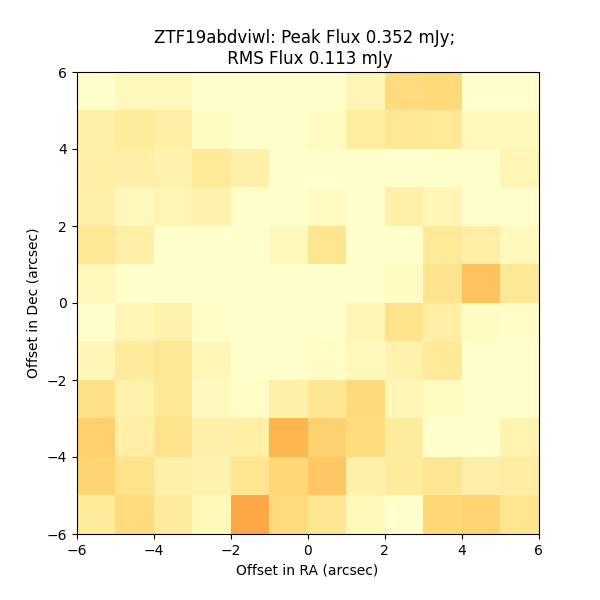 ZTF19abdviwl: Peak Flux 0.352 mJy;
RMS Flux 0.113 mJy
6
4
2
0
−2
−4
−6
Offset in Dec (arcsec)
−6 −4 −2 0 2 4 6
Offset in RA (arcsec)